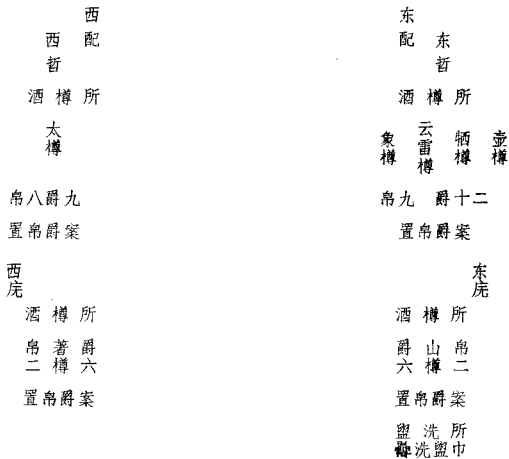 西配
西哲
酒樽所
太樽
帛八爵九
置帛爵案
西庑
酒樽所
帛二
著樽
爵六
置爵帛案
东配
东哲
酒樽所
象樽
云雷樽
牺樽
壶樽
帛九 爵十二
置帛爵案
东庑
酒樽所
爵六
山樽
帛二
置帛爵案
盥洗所
洗盥巾